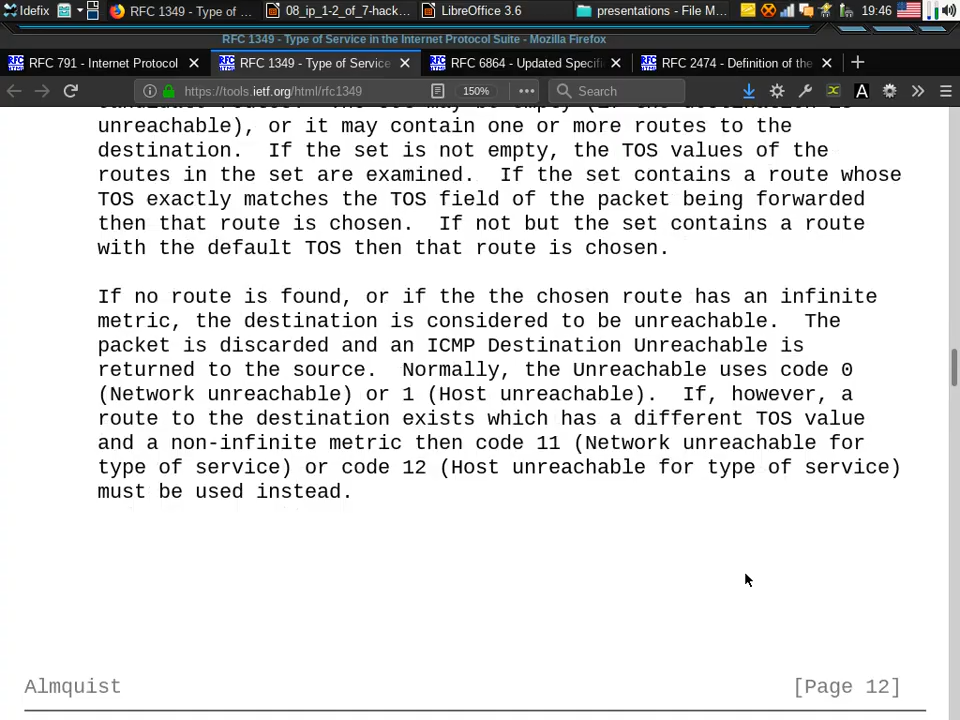 Idefix
RFC 1349 - Type of ...
08_ip_1-2_of_7-hack...
LibreOffice 3.6
presentations - File M...
19:46
RFC 1349 - Type of Service in the Internet Protocol Suite - Mozilla Firefox
RFC 791 - Internet Protocol
RFC 1349 - Type of Service
RFC 6864 - Updated Specifi
RFC 2474 - Definition of the
https://tools.ietf.org/html/rfc1349
150%
Search
candidate routes. The set may be empty (if the destination is
unreachable), or it may contain one or more routes to the
destination. If the set is not empty, the TOS values of the
routes in the set are examined. If the set contains a route whose
TOS exactly matches the TOS field of the packet being forwarded
then that route is chosen. If not but the set contains a route
with the default TOS then that route is chosen.
If no route is found, or if the the chosen route has an infinite
metric, the destination is considered to be unreachable. The
packet is discarded and an ICMP Destination Unreachable is
returned to the source. Normally, the Unreachable uses code 0
(Network unreachable) or 1 (Host unreachable). If, however, a
route to the destination exists which has a different TOS value
and a non-infinite metric then code 11 (Network unreachable for
type of service) or code 12 (Host unreachable for type of service)
must be used instead.
Almquist [Page 12]